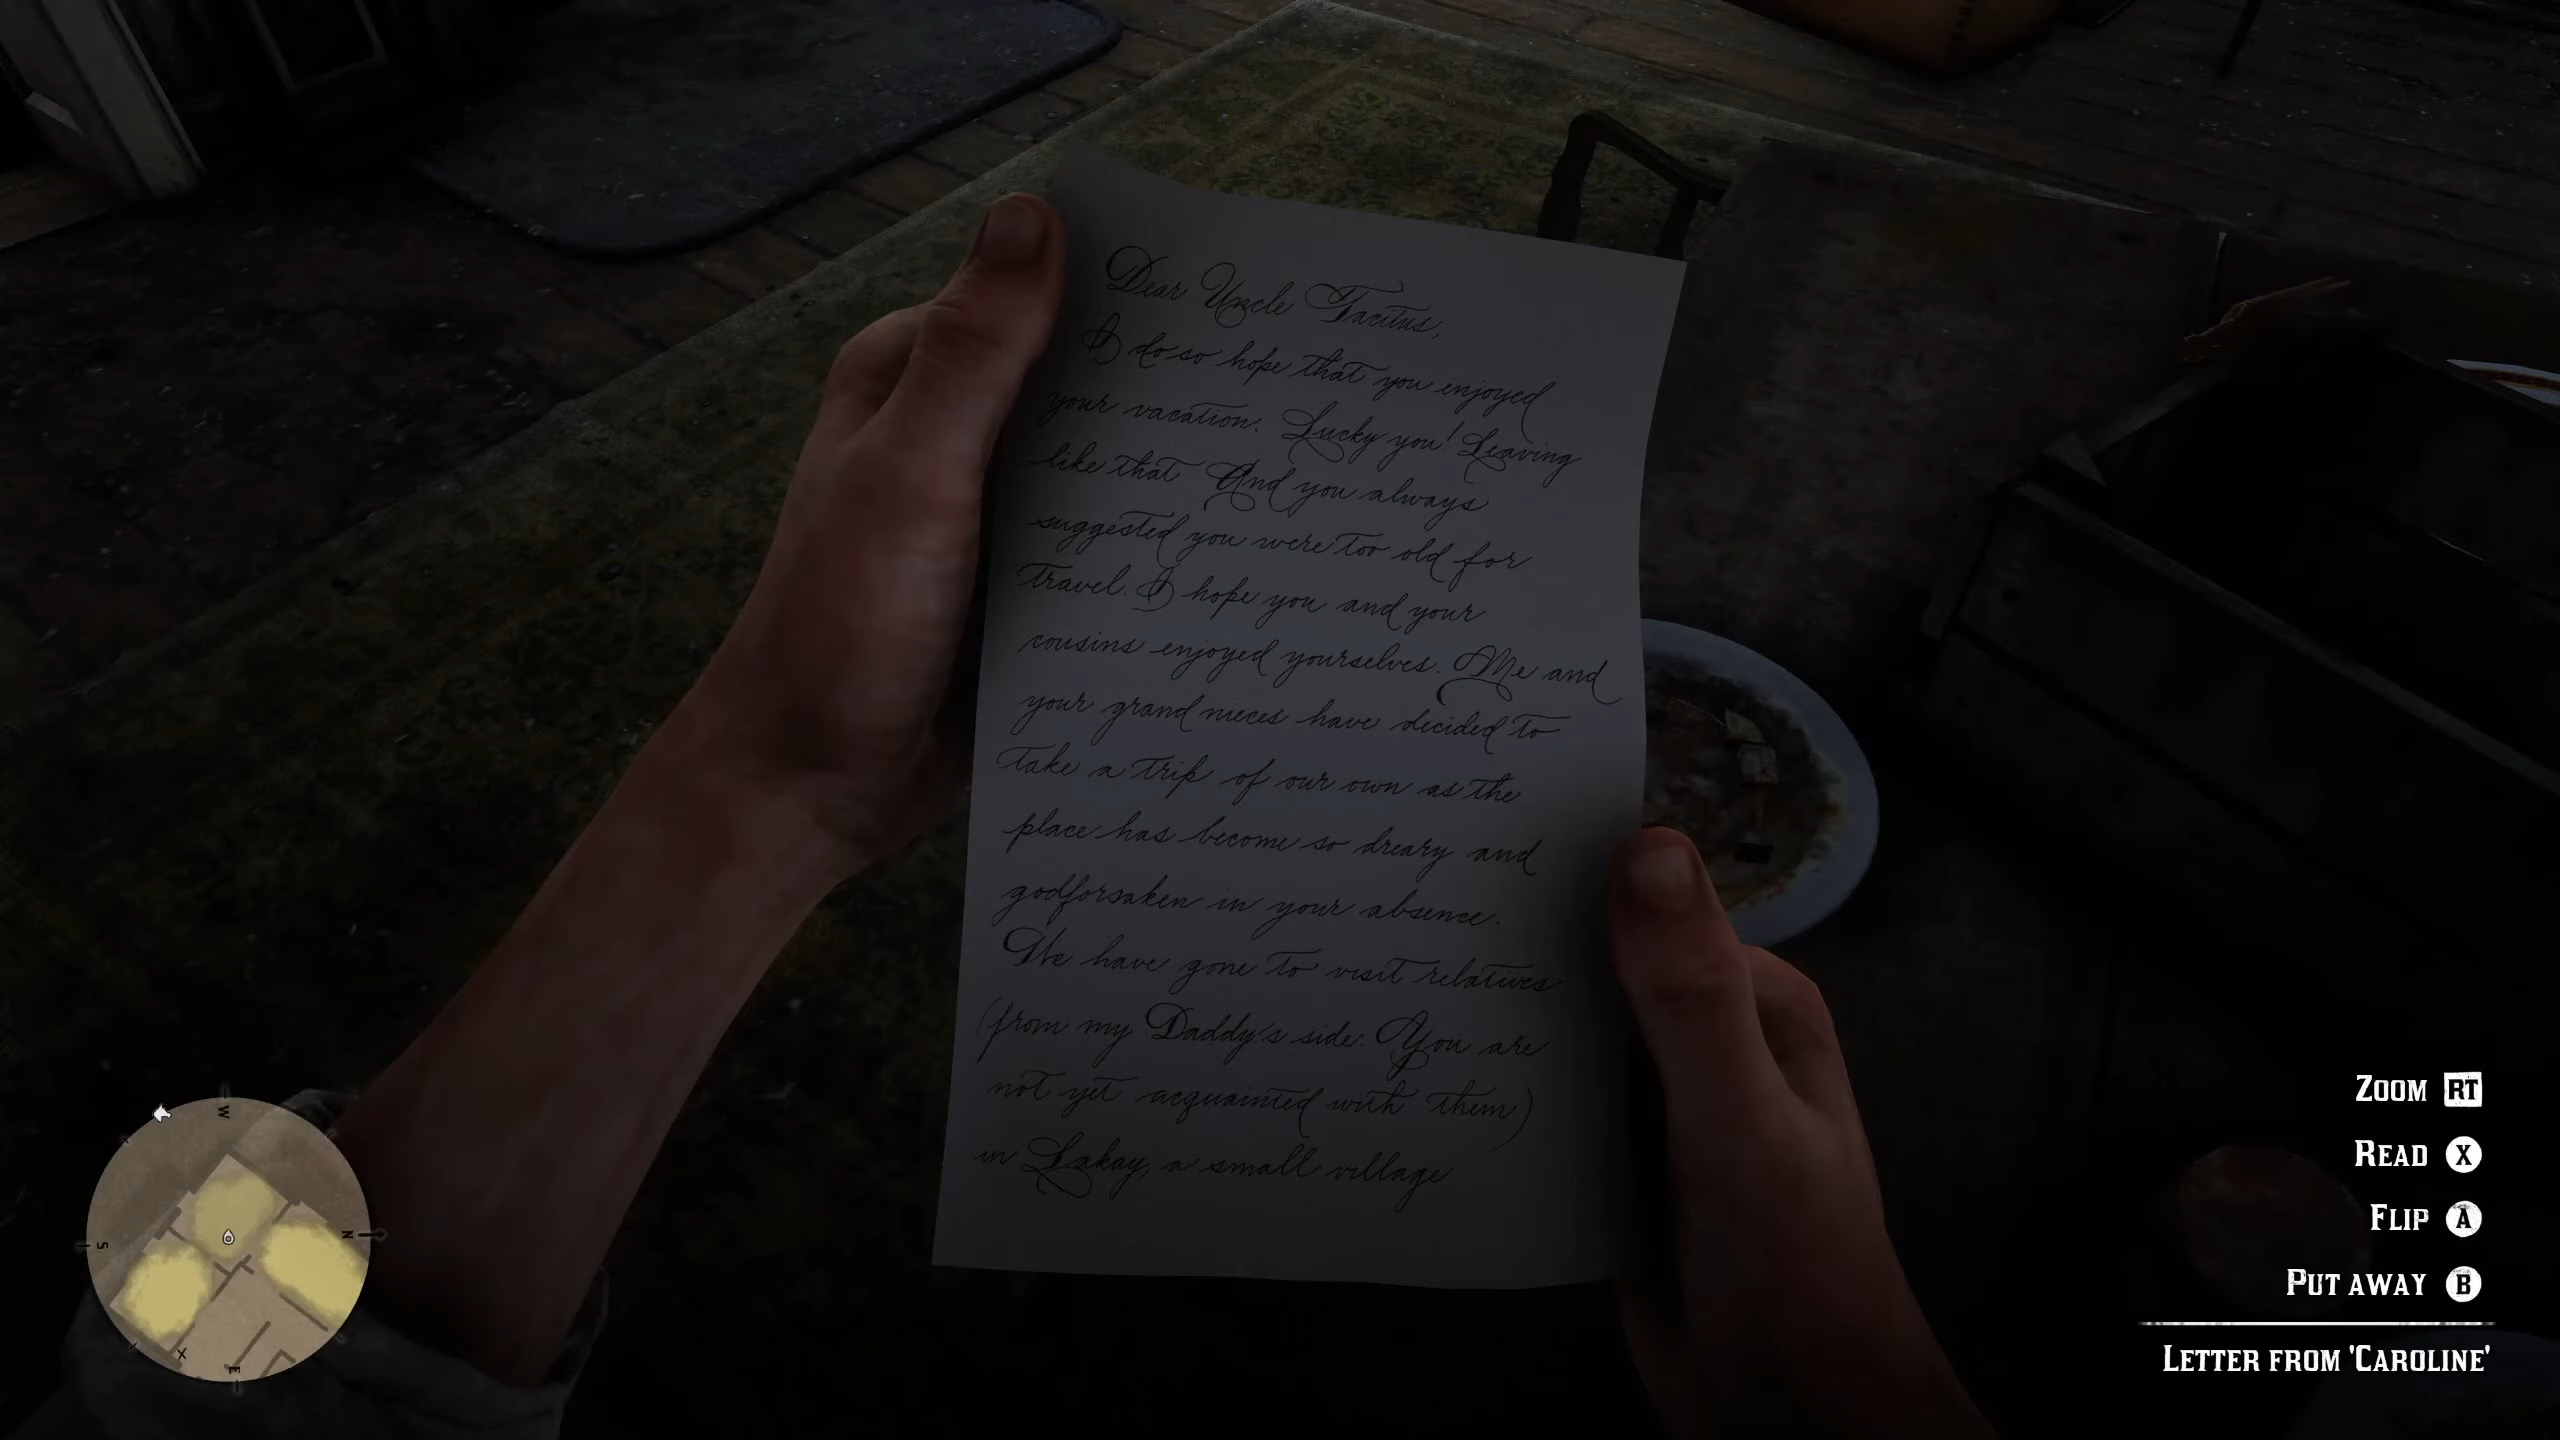 Dear Uncle Tacitus,
I do so hope that you enjoyed
your vacation. Lucky you! Leaving
like that And you always
suggested you were too old for
travel. I hope you and your
cousins enjoyed yourselves. Me and
your grand nieces have decided to
take a trip of our own as the
place has become so dreary and
godforsaken in your absence.
We have gone to visit relatives
(from my Daddy's side. You are
not yet acquainted with them)
in Lakay, a small village
W
N
S
E
ZOOM RT
READ X
FLIP A
PUT AWAY B
LETTER FROM 'CAROLINE'